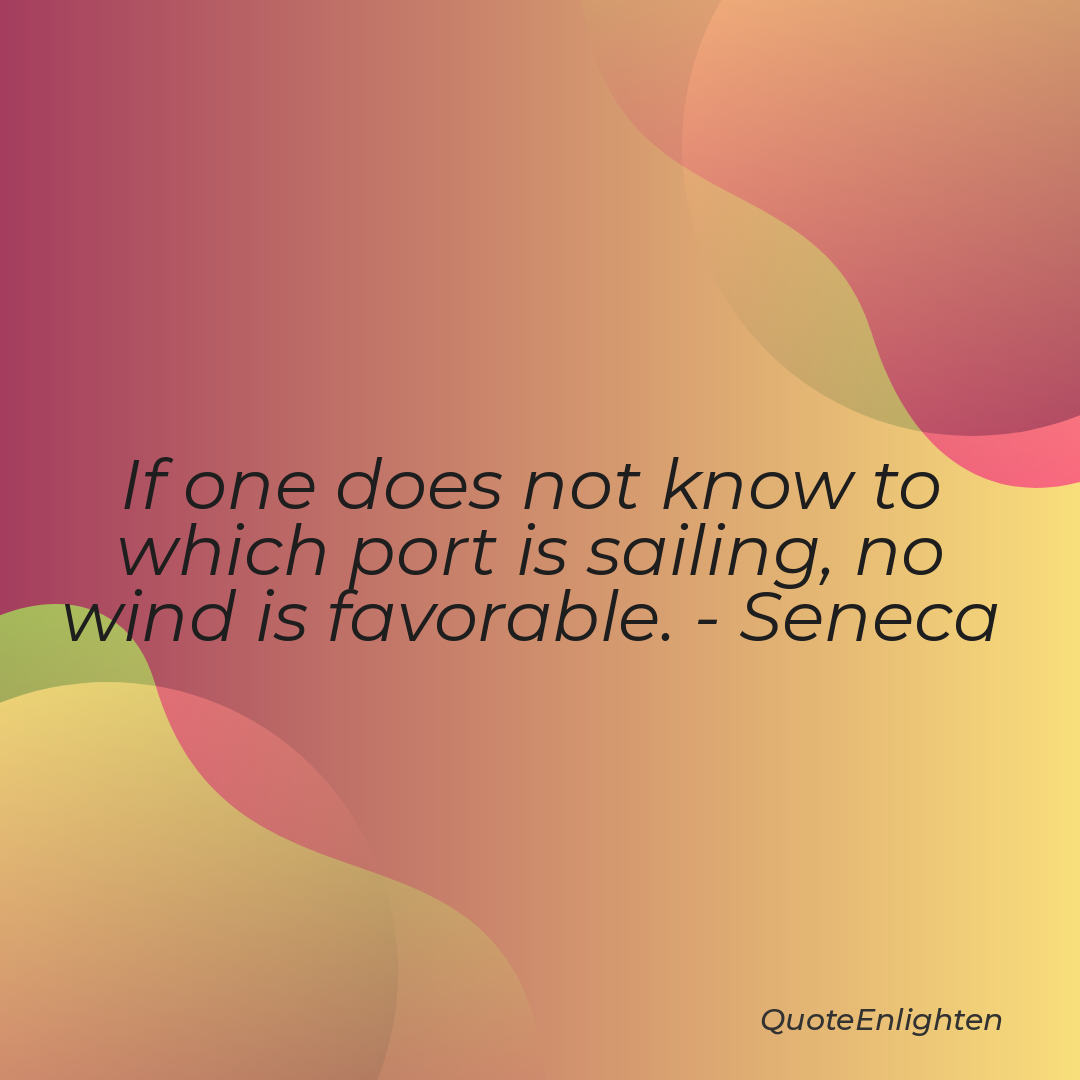 If one does not know to
which port is sailing, no
wind is favorable. - Seneca
QuoteEnlighten